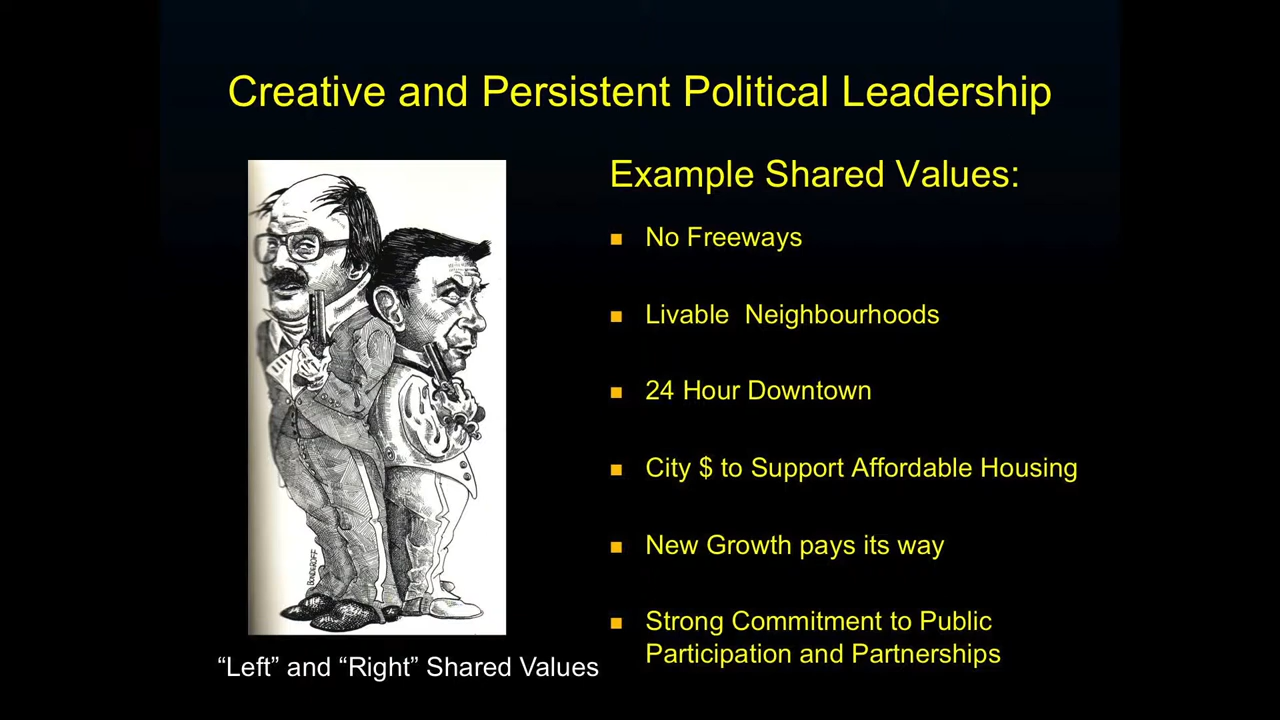 Creative and Persistent Political Leadership
Example Shared Values:
No Freeways
Livable Neighbourhoods
24 Hour Downtown
City $ to Support Affordable Housing
New Growth pays its way
Strong Commitment to Public
Participation and Partnerships
BONDEROFF
“Left” and “Right” Shared Values